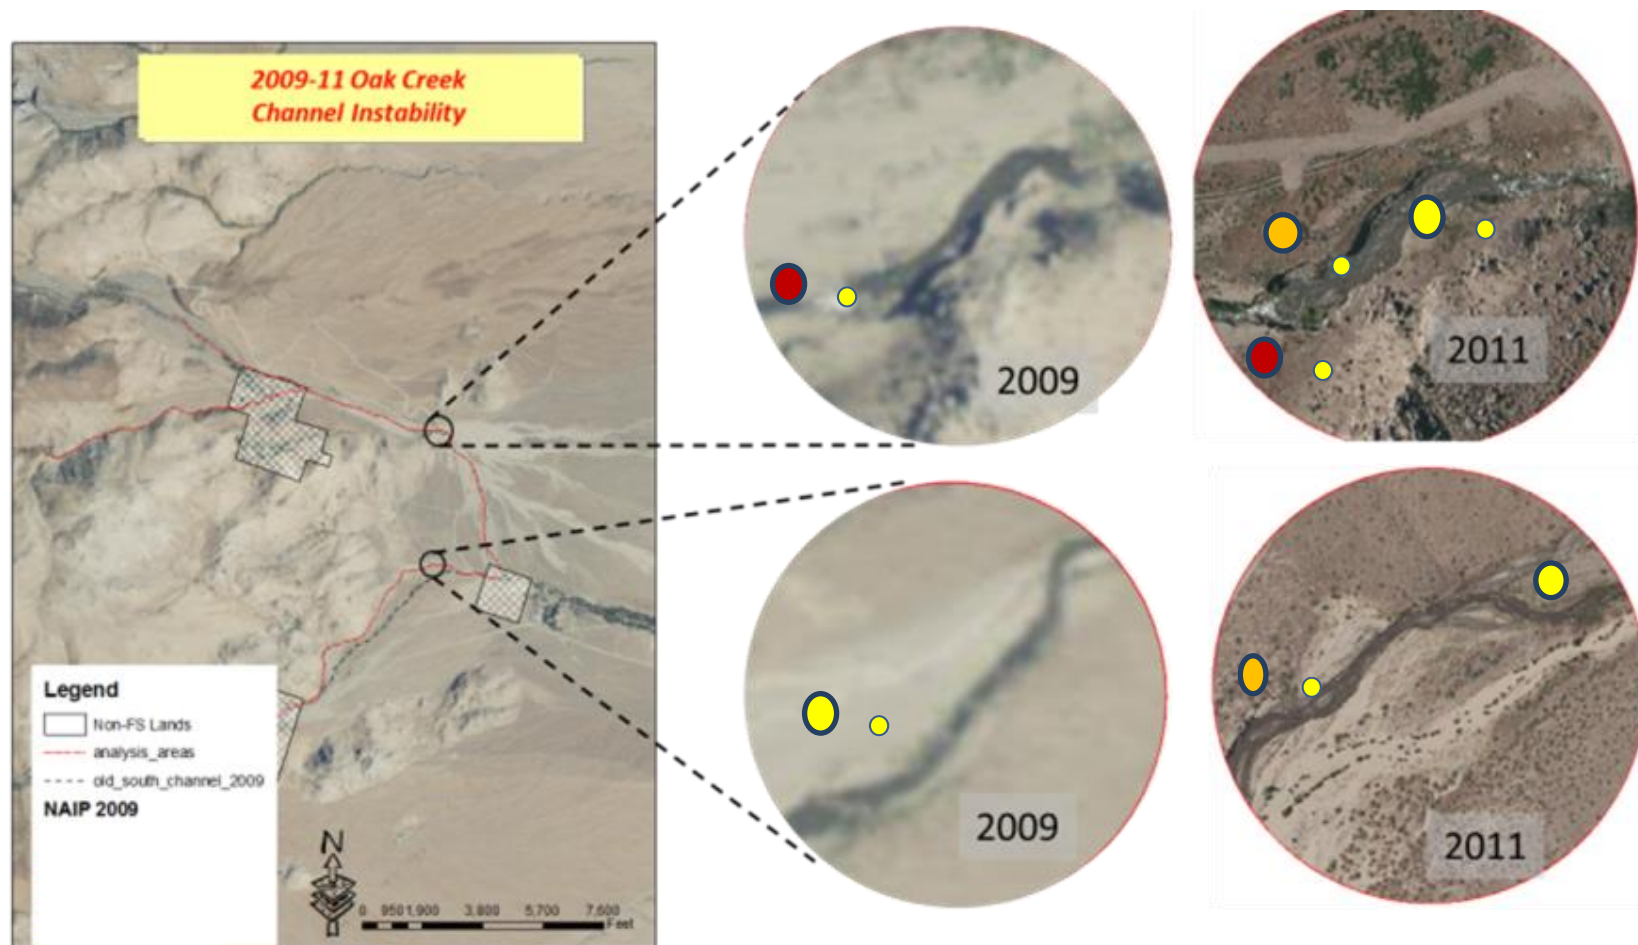 2009-11 Oak Creek
Channel Instability
2009
2011
Legend
Non-FS Lands
analysis_areas
old_south_channel_2009
NAIP 2009
N
0 950 1,900 3,800 5,700 7,600
Feet
2009
2011